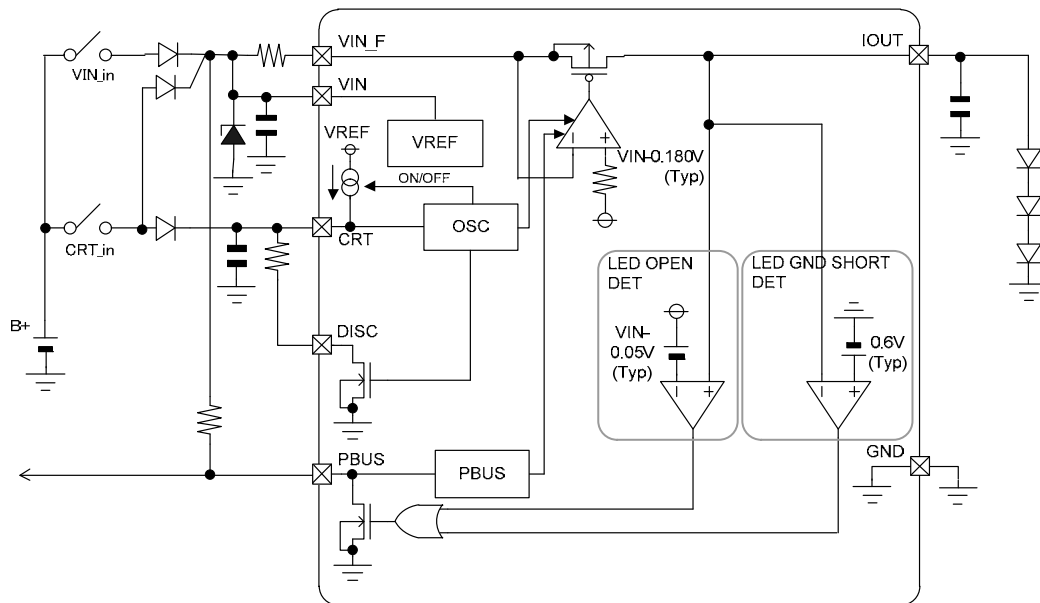 VIN_F
IOUT
VIN_in
VIN
VREF
VREF
VIN−0.180V
(Typ)
ON/OFF
OSC
CRT
CRT_in
LED OPEN
DET
LED GND SHORT
DET
B+
DISC
VIN−
0.05V
(Typ)
0.6V
(Typ)
GND
PBUS
PBUS